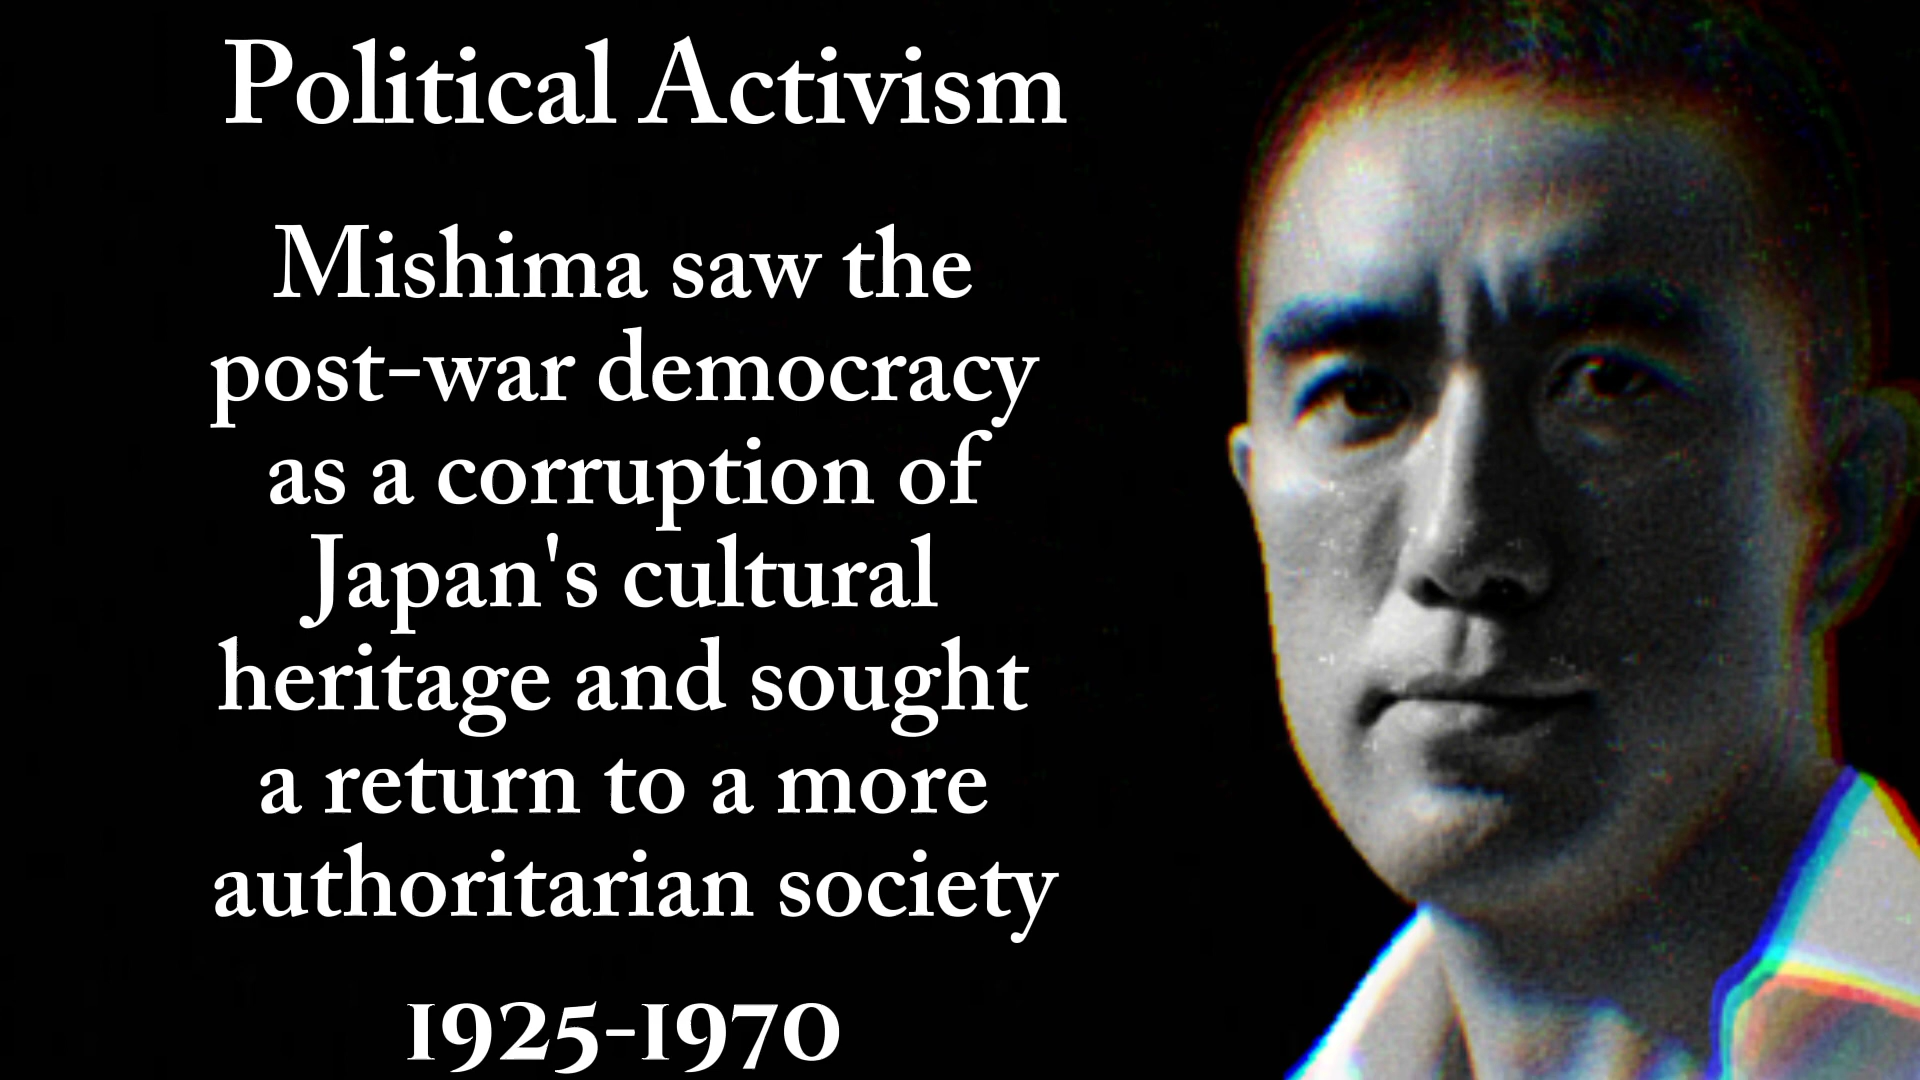 Political Activism
Mishima saw the
post-war democracy
as a corruption of
Japan's cultural
heritage and sought
a return to a more
authoritarian society
1925-1970